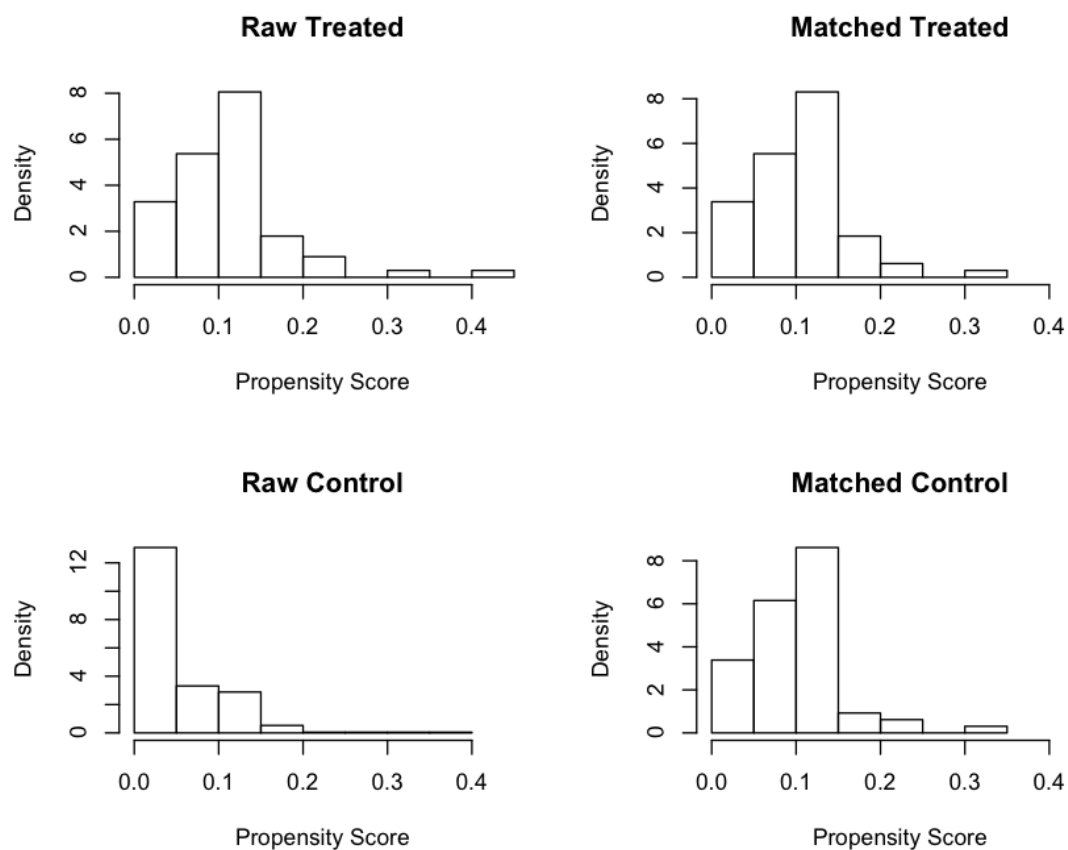 Raw Treated
Density
0 2 4 6 8
0.0 0.1 0.2 0.3 0.4
Propensity Score
Matched Treated
Density
0 2 4 6 8
0.0 0.1 0.2 0.3 0.4
Propensity Score
Raw Control
Density
0 4 8 12
0.0 0.1 0.2 0.3 0.4
Propensity Score
Matched Control
Density
0 2 4 6 8
0.0 0.1 0.2 0.3 0.4
Propensity Score